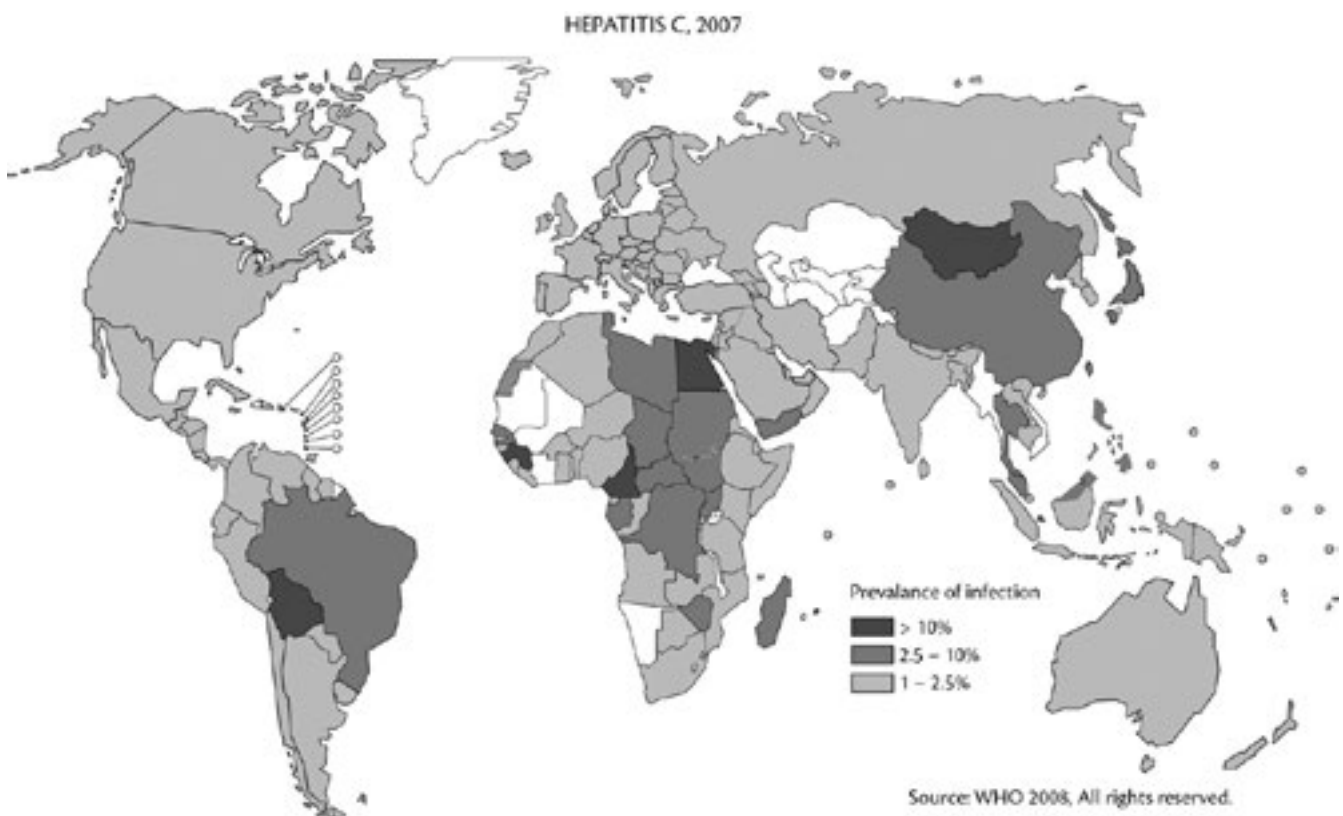 HEPATITIS C, 2007
Prevalance of infection
> 10%
2.5 – 10%
1 – 2.5%
Source: WHO 2008, All rights reserved.